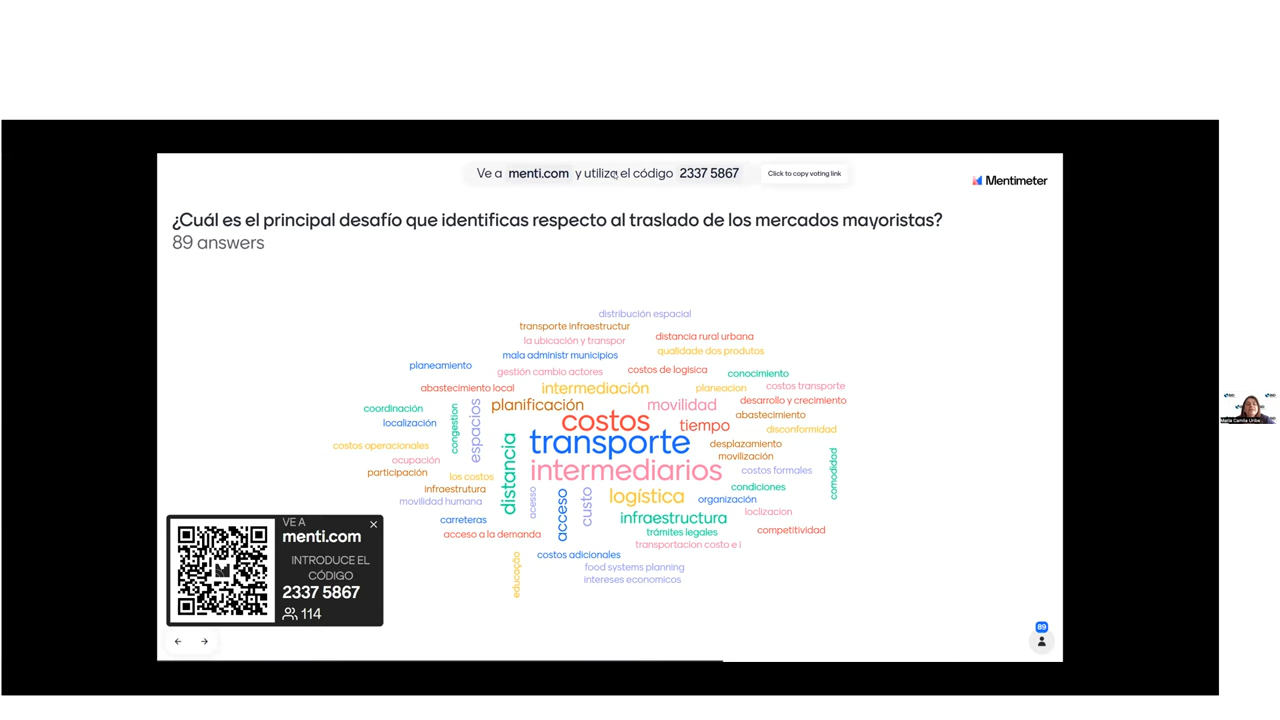 Ve a menti.com y utiliza el código 2337 5867
Click to copy voting link
Mentimeter
¿Cuál es el principal desafío que identificas respecto al traslado de los mercados mayoristas?
89 answers
distribución espacial
transporte infraestructur
distancia rural urbana
la ubicación y transpor
qualidade dos produtos
mala administr municipios
planeamiento
gestión cambio actores
costos de logisica
conocimiento
abastecimiento local
intermediación
planeacion
costos transporte
desarrollo y crecimiento
coordinación
congestion
espacios
planificación
movilidad
abastecimiento
localización
costos
tiempo
disconformidad
costos operacionales
distancia
transporte
desplazamiento
movilización
ocupación
participación
los costos
intermediarios
costos formales
comodidad
infraestrutura
condiciones
movilidad humana
acesso
acceso
custo
logística
organización
loclizacion
carreteras
infraestructura
acceso a la demanda
trámites legales
competitividad
transportacion costo e i
costos adicionales
educação
food systems planning
intereses economicos
VE A
menti.com
INTRODUCE EL
CÓDIGO
2337 5867
114
89
Maria Camila Uribe